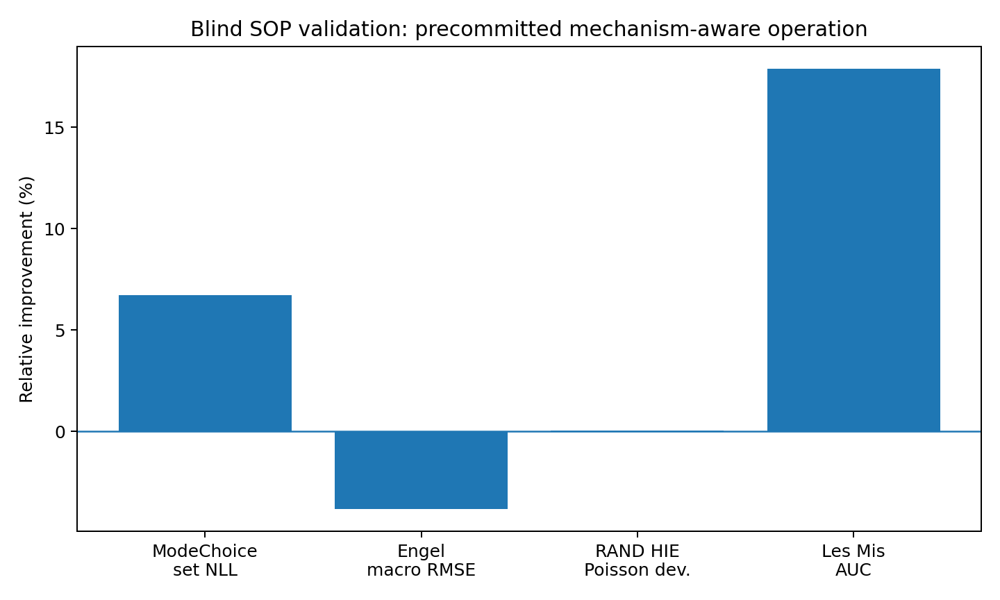 Blind SOP validation: precommitted mechanism-aware operation
Relative improvement (%)
15
10
5
0
ModeChoice
set NLL
Engel
macro RMSE
RAND HIE
Poisson dev.
Les Mis
AUC